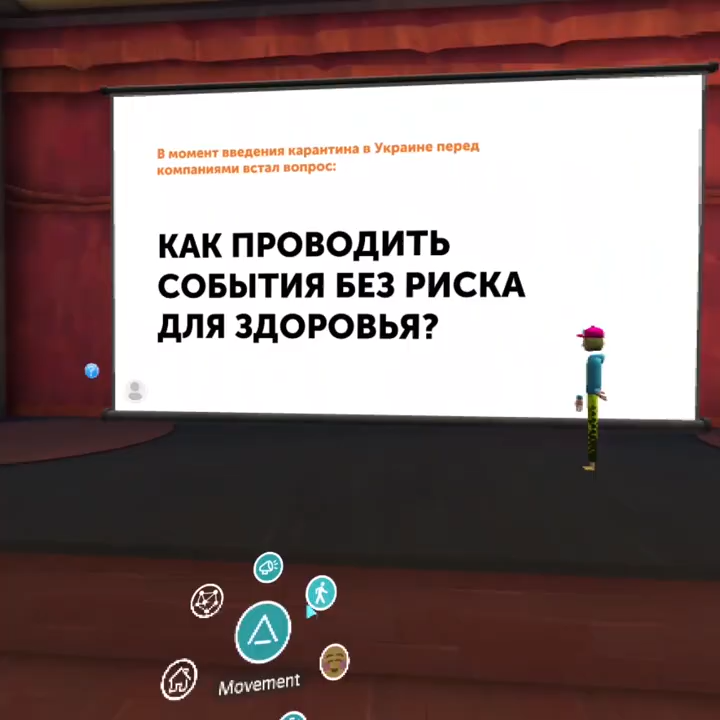 В момент введения карантина в Украине перед
компаниями встал вопрос:
КАК ПРОВОДИТЬ
СОБЫТИЯ БЕЗ РИСКА
ДЛЯ ЗДОРОВЬЯ?
?
Movement